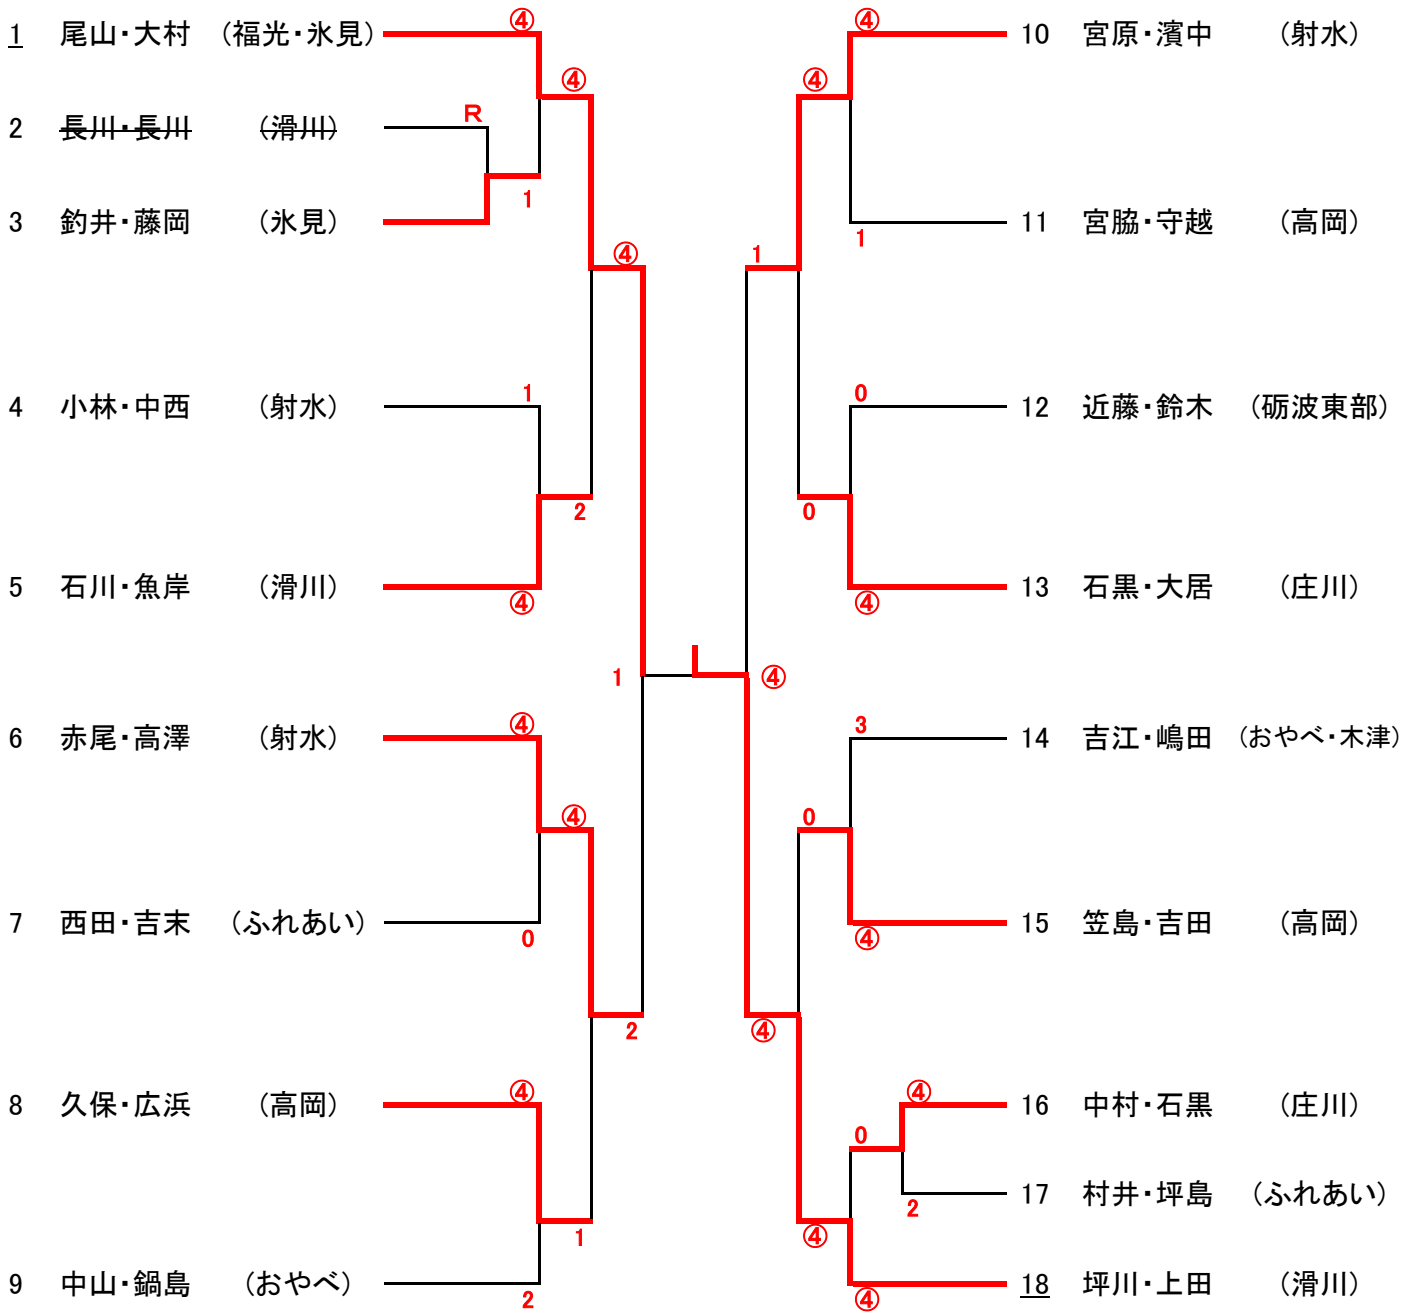 1 尾山・大村 (福光・氷見) ④ ④ 10 宮原・濱中 (射水)
④ ④
2 長川・長川 (滑川) R
1
3 釣井・藤岡 (氷見) 11 宮脇・守越 (高岡)
1
④ 1
4 小林・中西 (射水) 1 0 12 近藤・鈴木 (砺波東部)
2 0
5 石川・魚岸 (滑川) 13 石黒・大居 (庄川)
④ ④
1 ④
6 赤尾・高澤 (射水) ④ 3 14 吉江・嶋田 (おやべ・木津)
④ 0
7 西田・吉末 (ふれあい) 15 笠島・吉田 (高岡)
0 ④
2 ④
8 久保・広浜 (高岡) ④ ④ 16 中村・石黒 (庄川)
0
17 村井・坪島 (ふれあい)
2
1 ④
9 中山・鍋島 (おやべ) 18 坪川・上田 (滑川)
2 ④